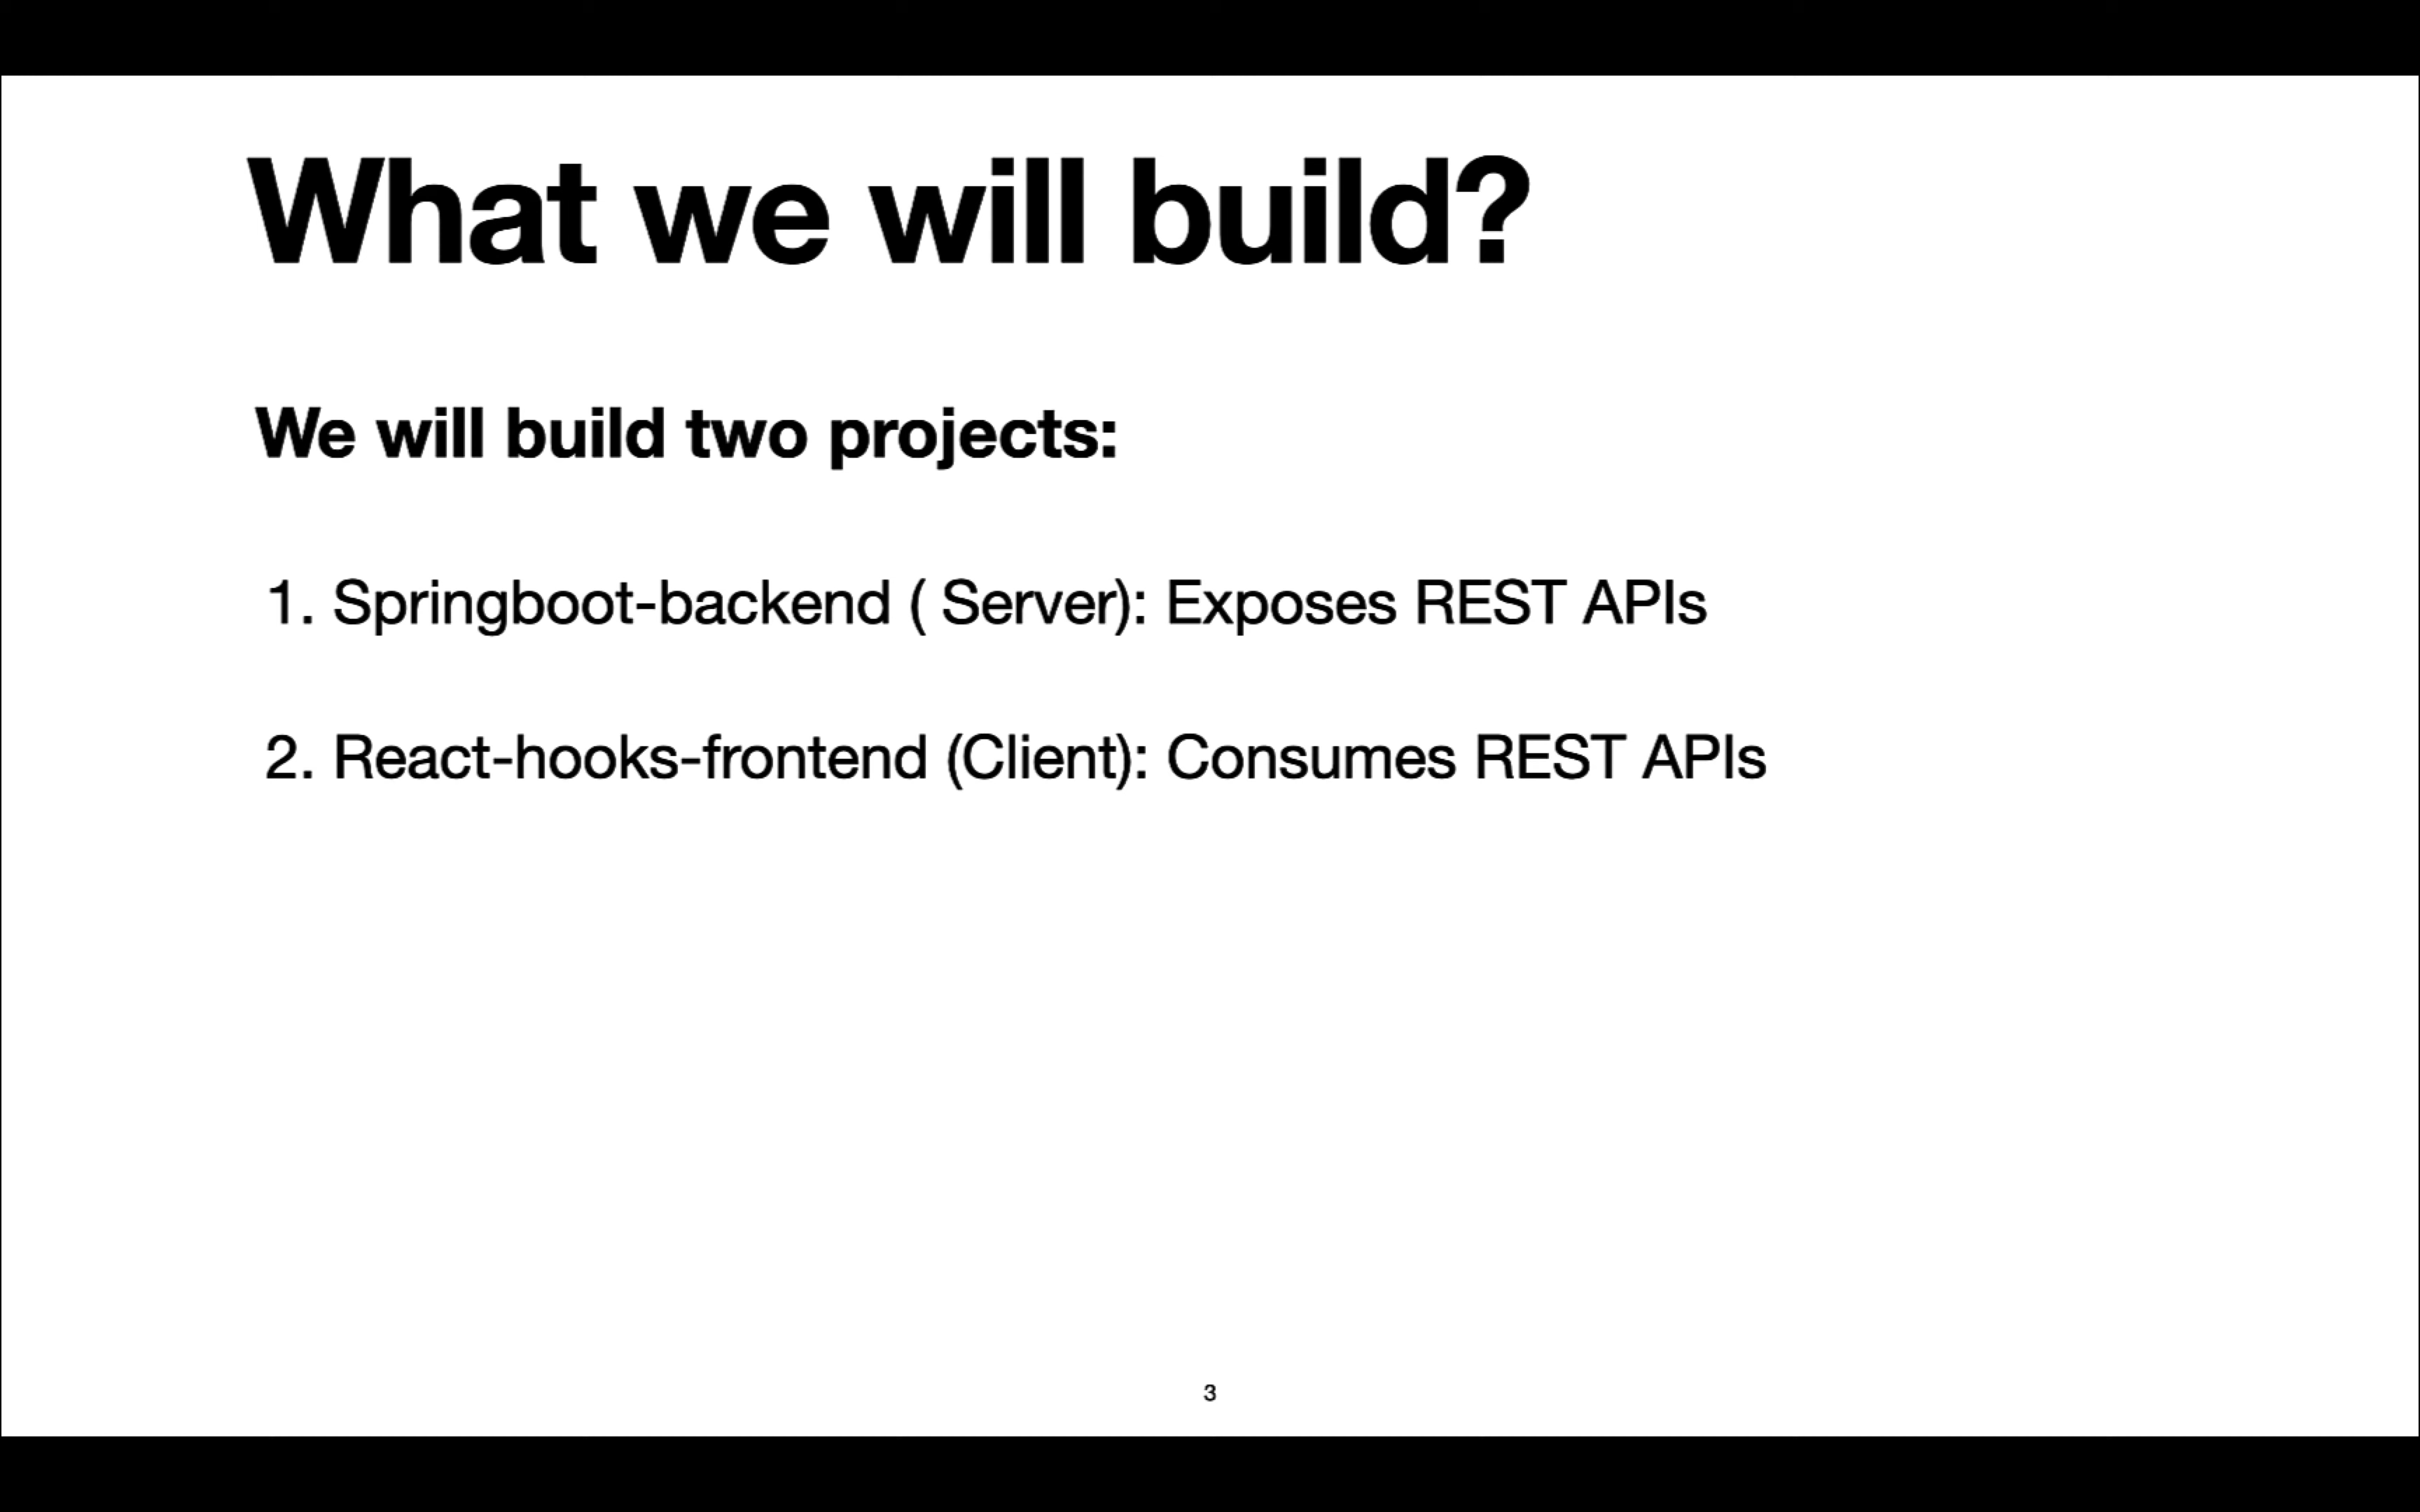 What we will build?
We will build two projects:
1. Springboot-backend ( Server): Exposes REST APIs
2. React-hooks-frontend (Client): Consumes REST APIs
3